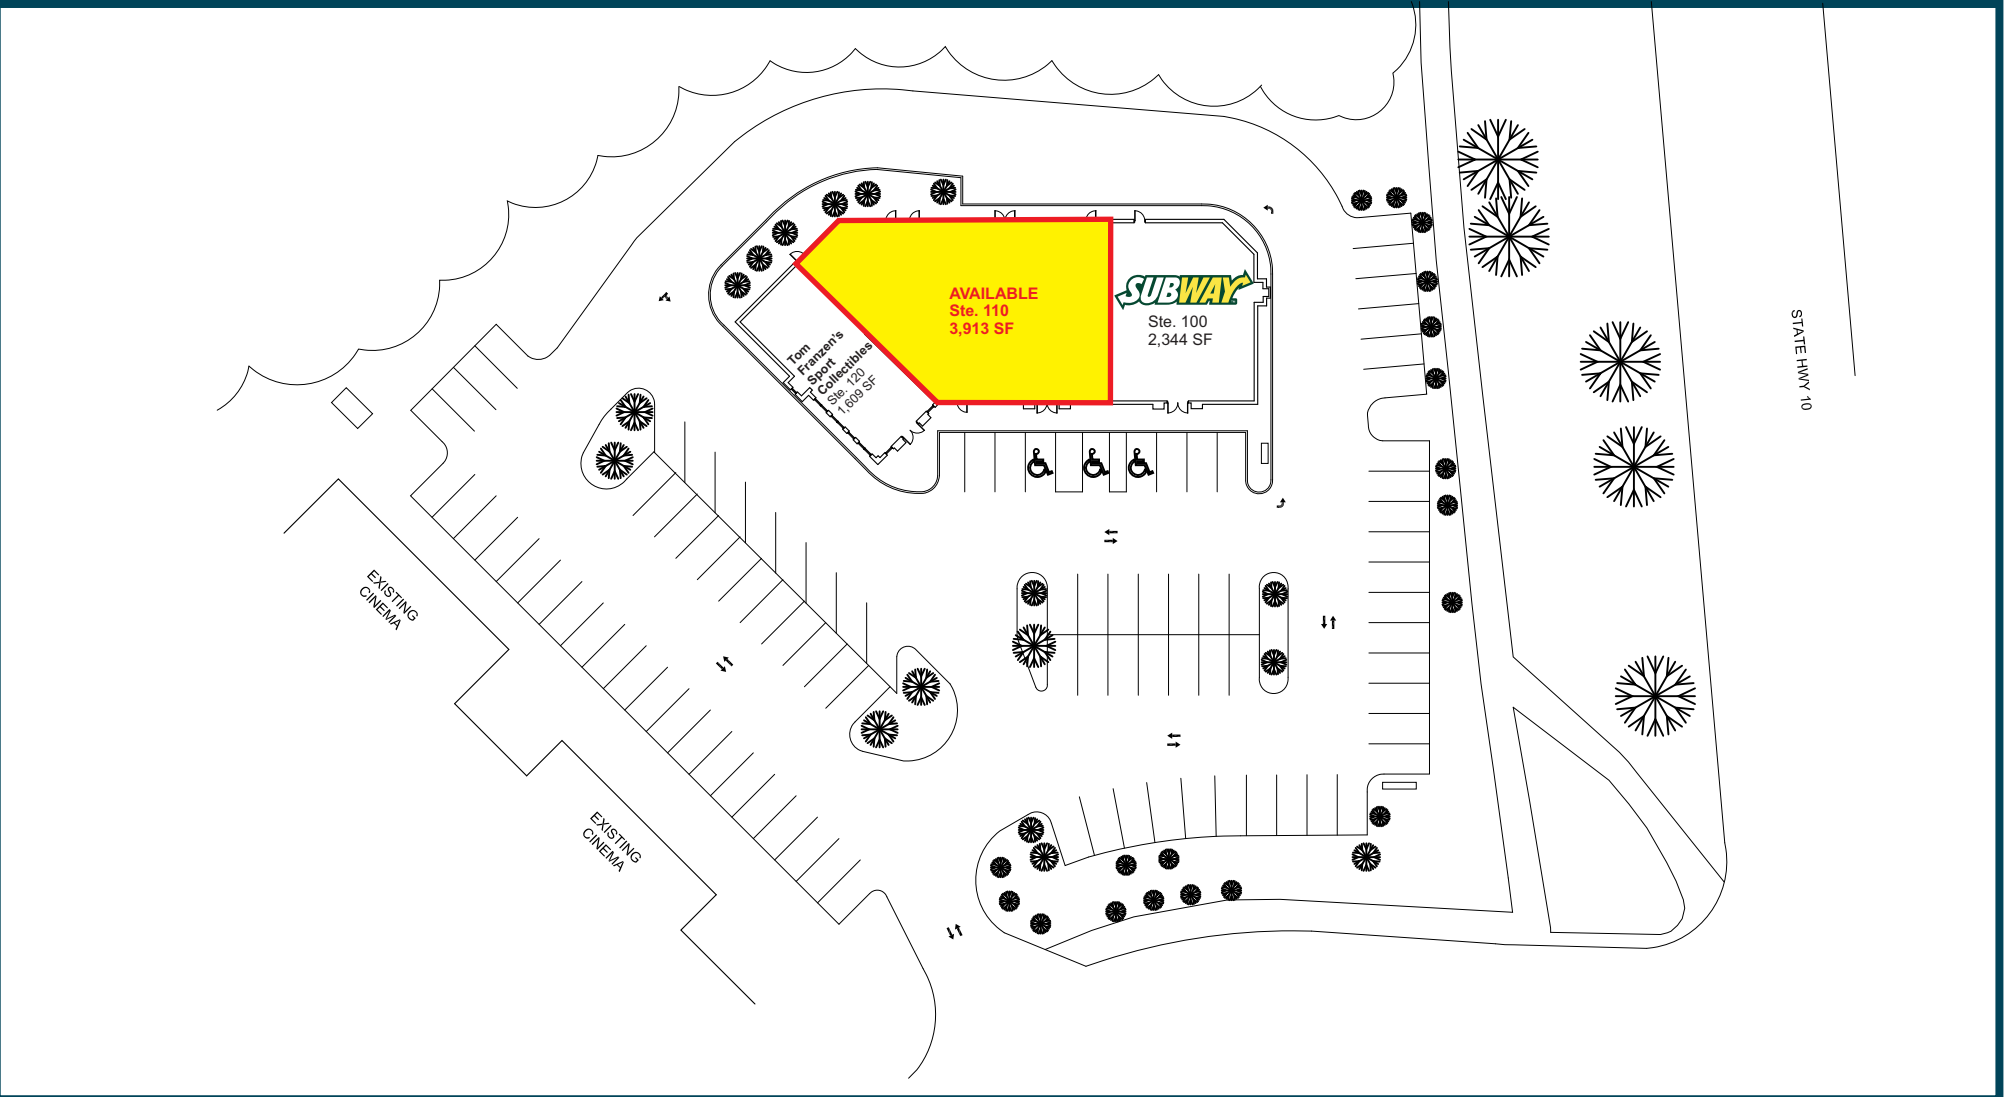 AVAILABLE
Ste. 110
3,913 SF
SUBWAY
Ste. 100
2,344 SF
Tom
Franzen's
Sport
Collectibles
Ste. 120
1,609 SF
STATE HWY 10
EXISTING
CINEMA
EXISTING
CINEMA